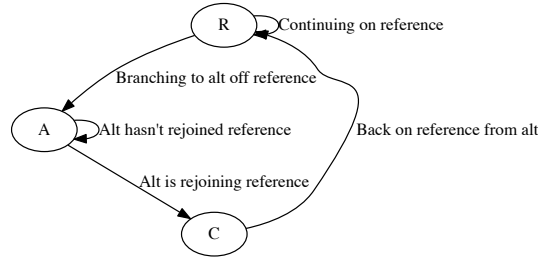 R
Continuing on reference
Branching to alt off reference
A
Alt hasn't rejoined reference
Back on reference from alt
Alt is rejoining reference
C